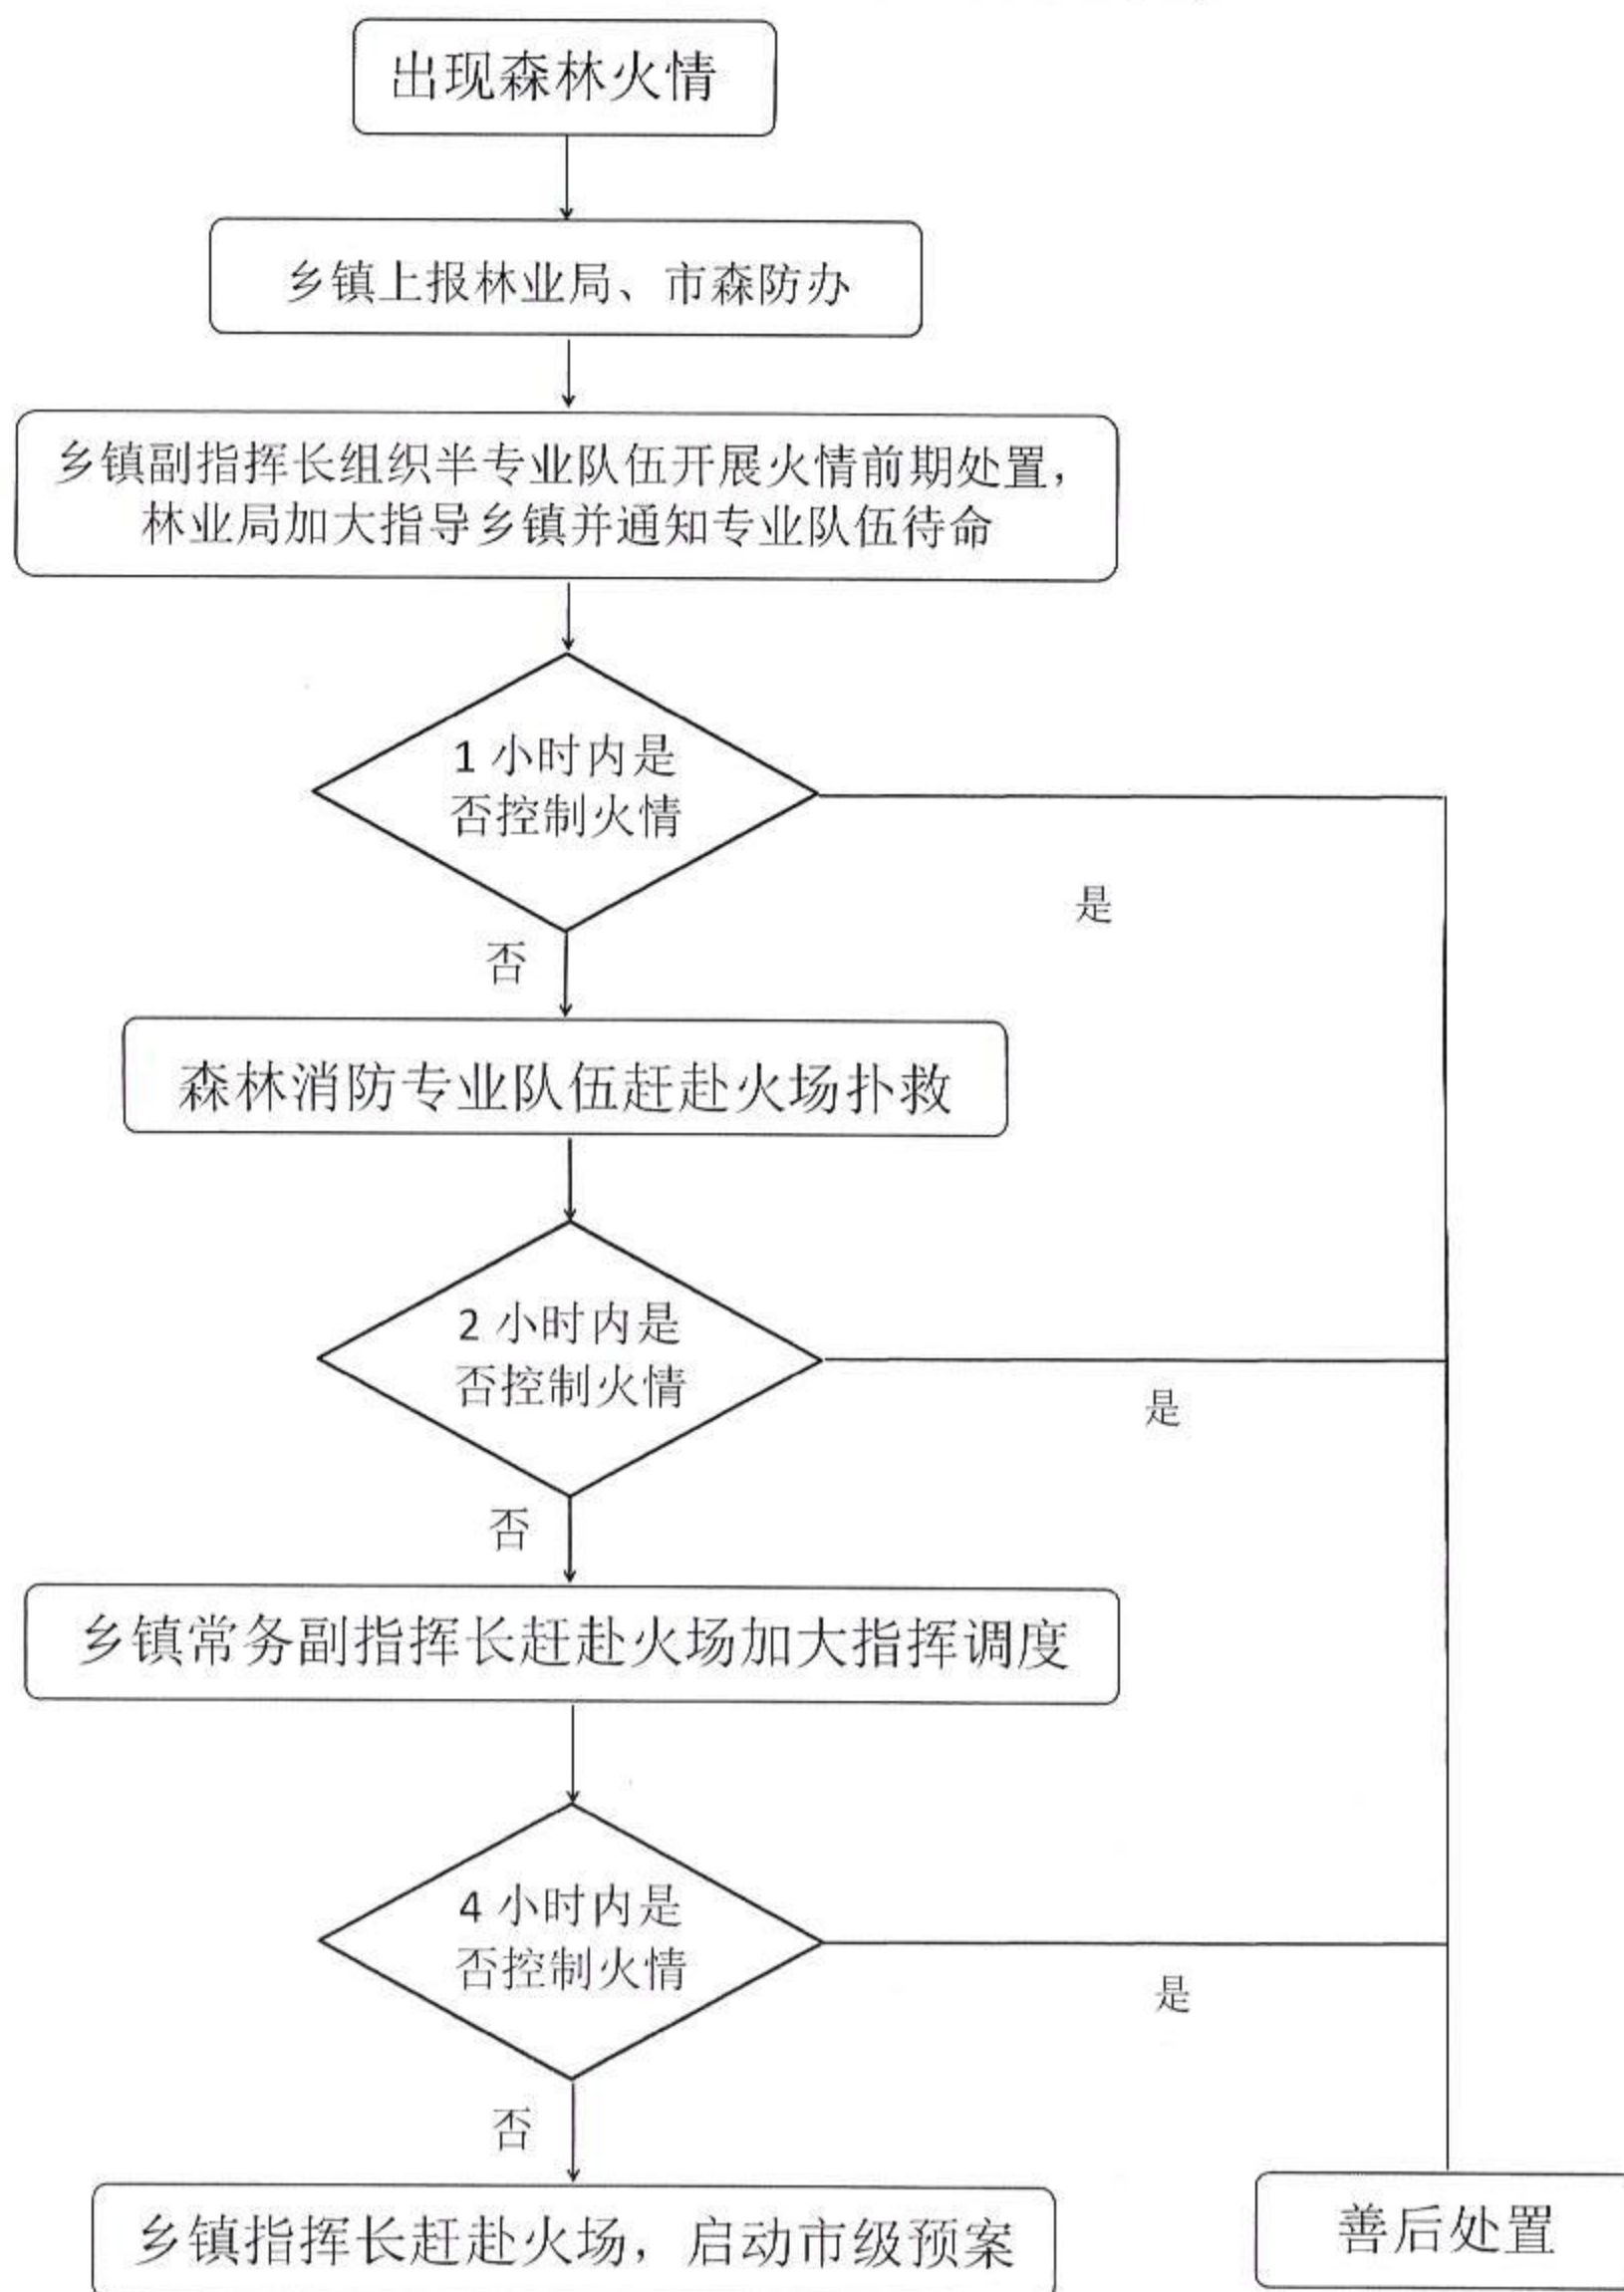 出现森林火情
乡镇上报林业局、市森防办
乡镇副指挥长组织半专业队伍开展火情前期处置，
林业局加大指导乡镇并通知专业队伍待命
1 小时内是
否控制火情
是
否
森林消防专业队伍赶赴火场扑救
2 小时内是
否控制火情
是
否
乡镇常务副指挥长赶赴火场加大指挥调度
4 小时内是
否控制火情
是
否
乡镇指挥长赶赴火场，启动市级预案
善后处置